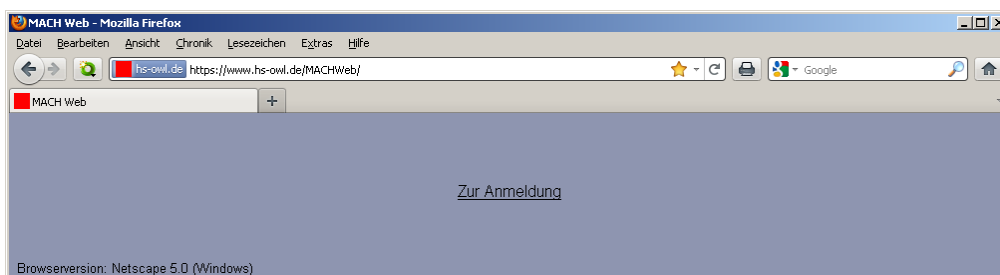 MACH Web - Mozilla Firefox
Datei Bearbeiten Ansicht Chronik Lesezeichen Extras Hilfe
hs-owl.de https://www.hs-owl.de/MACHWeb/ Google
MACH Web
Zur Anmeldung
Browserversion: Netscape 5.0 (Windows)